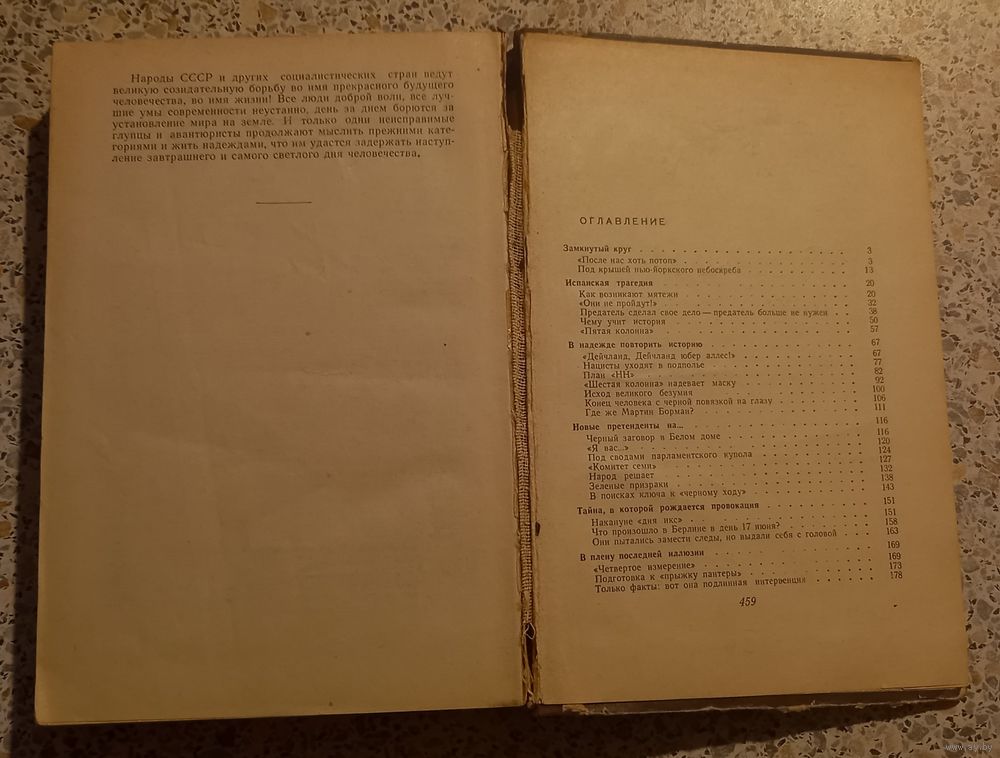 Народы СССР и других социалистических стран ведут
великую созидательную борьбу во имя прекрасного будущего
человечества, во имя жизни! Все люди доброй воли, все луч-
шие умы современности неустанно, день за днем борются за
установление мира на земле. И только одни неисправимые
глупцы и авантюристы продолжают мыслить прежними кате-
гориями и жить надеждами, что им удастся задержать наступ-
ление завтрашнего и самого светлого дня человечества.
ОГЛАВЛЕНИЕ
Замкнутый круг . . . . . . . . . . . . . . . . 3
«После нас хоть потоп» . . . . . . . . . . . . 3
Под крышей нью-йоркского небоскреба . . . . . . . . 13
Испанская трагедия . . . . . . . . . . . . . . 20
Как возникают мятежи . . . . . . . . . . . . 20
«Они не пройдут!» . . . . . . . . . . . . . 32
Предатель сделал свое дело — предатель больше не нужен . . 38
Чему учит история . . . . . . . . . . . . . 50
«Пятая колонна» . . . . . . . . . . . . . . 57
В надежде повторить историю . . . . . . . . . . . 67
«Дейчланд, Дейчланд юбер аллес!» . . . . . . . . . 67
Нацисты уходят в подполье . . . . . . . . . . . 77
План «НН» . . . . . . . . . . . . . . . . 82
«Шестая колонна» надевает маску . . . . . . . . . 92
Исход великого безумия . . . . . . . . . . . . 100
Конец человека с черной повязкой на глазу . . . . . . 106
Где же Мартин Борман? . . . . . . . . . . . . 111
Новые претенденты на... . . . . . . . . . . . . . 116
Черный заговор в Белом доме . . . . . . . . . . 116
«Я вас...» . . . . . . . . . . . . . . . . 120
Под сводами парламентского купола . . . . . . . . 124
«Комитет семи» . . . . . . . . . . . . . . 127
Народ решает . . . . . . . . . . . . . . . 132
Зеленые призраки . . . . . . . . . . . . . . 138
В поисках ключа к «черному ходу» . . . . . . . . 143
Тайна, в которой рождается провокация . . . . . . . . 151
Накануне «дня икс» . . . . . . . . . . . . . 151
Что произошло в Берлине в день 17 июня? . . . . . . 158
Они пытались замести следы, но выдали себя с головой . . . 163
В плену последней иллюзии . . . . . . . . . . . . 169
«Четвертое измерение» . . . . . . . . . . . . 169
Подготовка к «прыжку пантеры» . . . . . . . . . . 173
Только факты: вот она подлинная интервенция . . . . . 178
459
www.ay.by